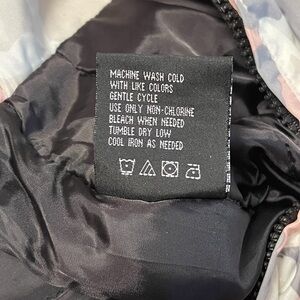 MACHINE WASH COLD
WITH LIKE COLORS
GENTLE CYCLE
USE ONLY NON-CHLORINE
BLEACH WHEN NEEDED
TUMBLE DRY LOW
COOL IRON AS NEEDED